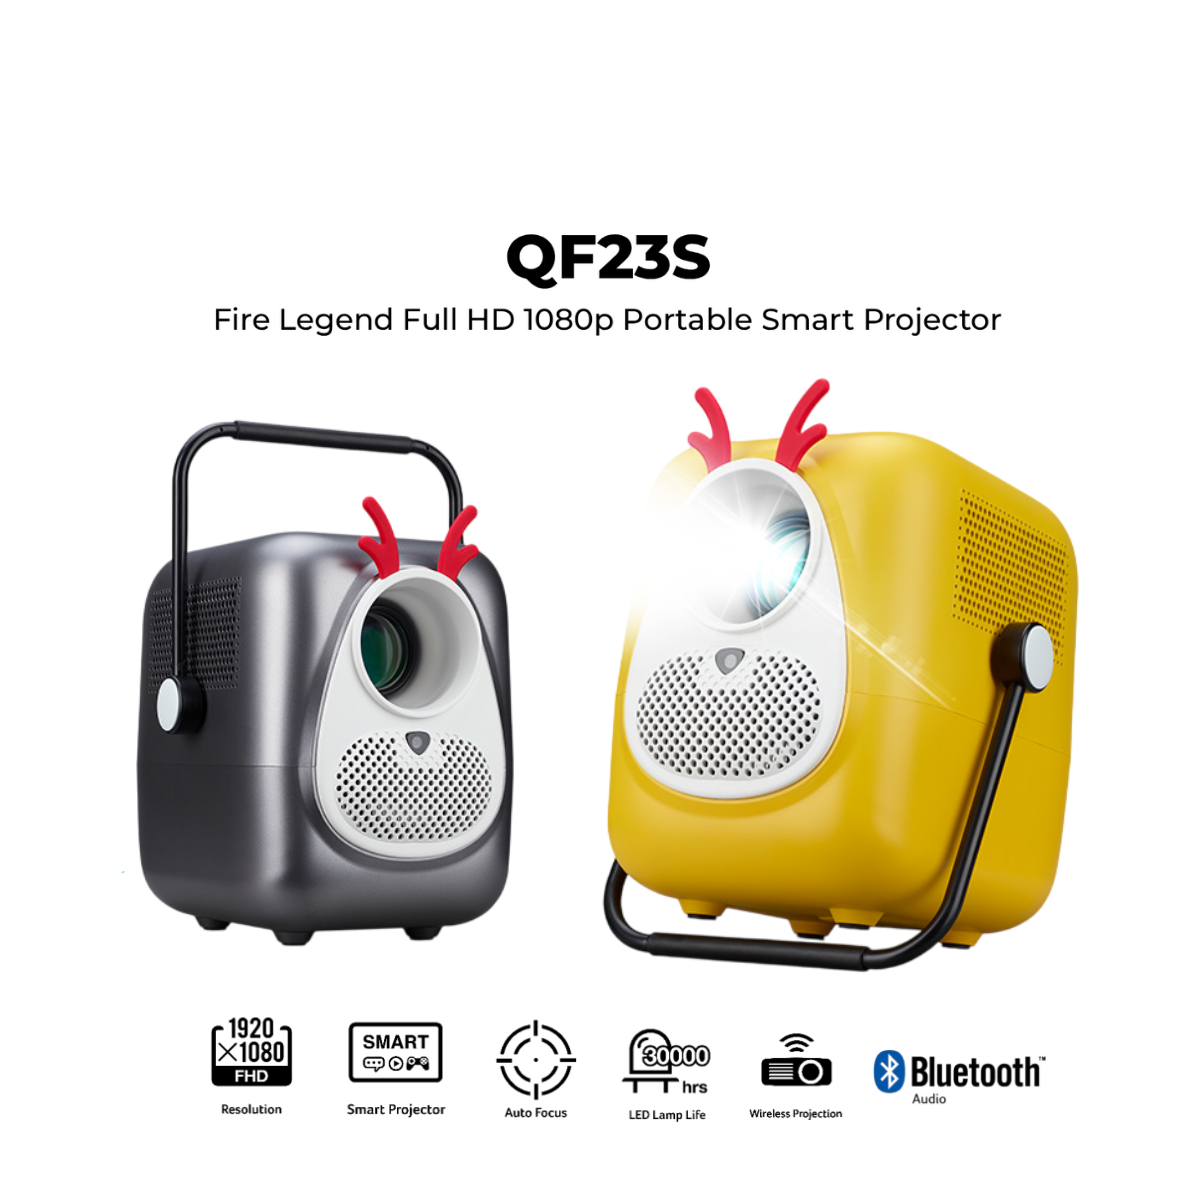 QF23S
Fire Legend Full HD 1080p Portable Smart Projector
1920
×1080
FHD
Resolution
SMART
Smart Projector
Auto Focus
30000
hrs
LED Lamp Life
Wireless Projection
Bluetooth™
Audio